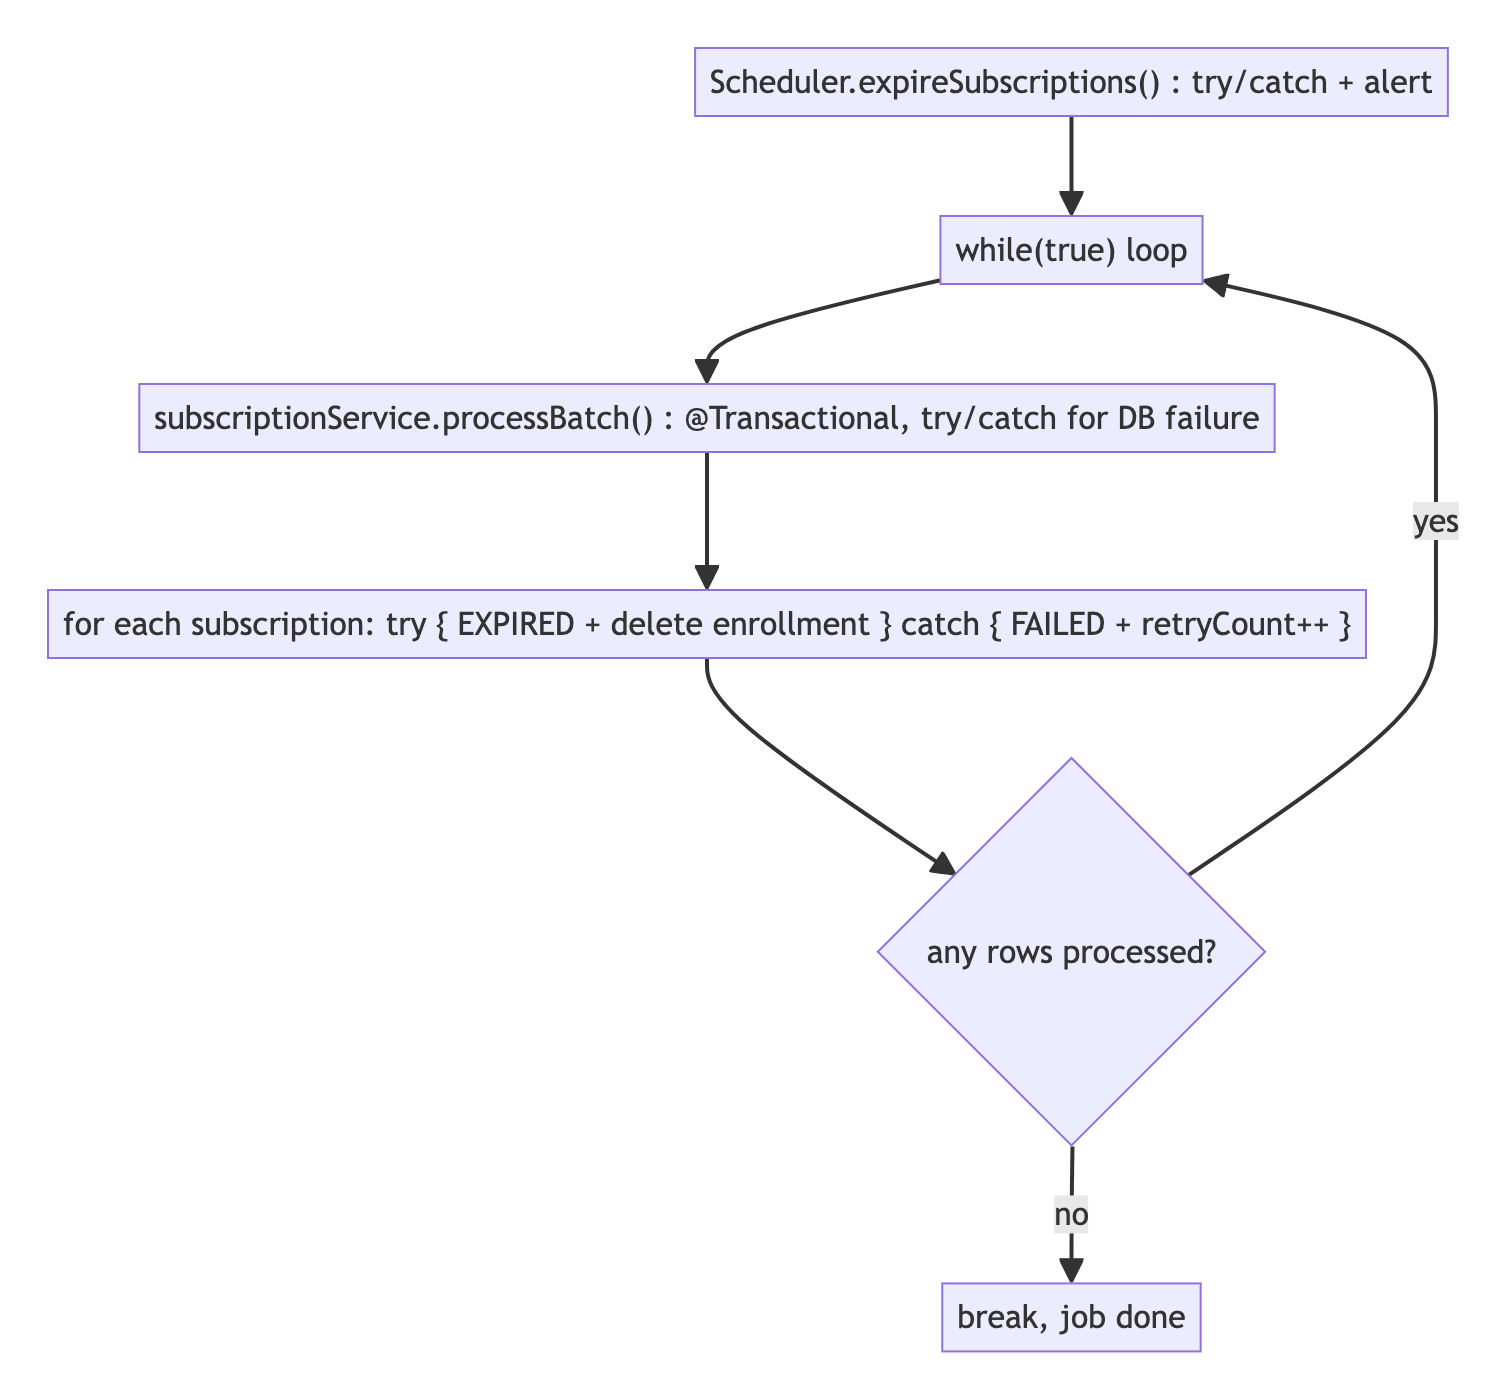 Scheduler.expireSubscriptions() : try/catch + alert
while(true) loop
subscriptionService.processBatch() : @Transactional, try/catch for DB failure
yes
for each subscription: try { EXPIRED + delete enrollment } catch { FAILED + retryCount++ }
any rows processed?
no
break, job done